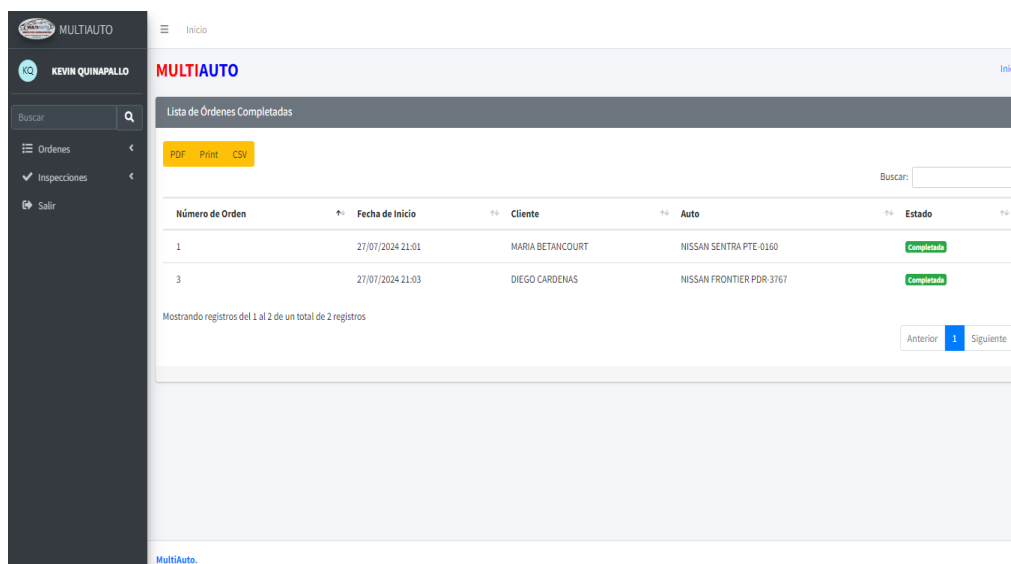 MULTIAUTO
Inicio
KQ KEVIN QUINAPALLO
MULTIAUTO
Buscar
Ordenes
Inspecciones
Salir
Lista de Órdenes Completadas
PDF Print CSV
Buscar:
Número de Orden Fecha de Inicio Cliente Auto Estado
1 27/07/2024 21:01 MARIA BETANCOURT NISSAN SENTRA PTE-0160 Completada
3 27/07/2024 21:03 DIEGO CARDENAS NISSAN FRONTIER PDR-3767 Completada
Mostrando registros del 1 al 2 de un total de 2 registros
Anterior 1 Siguiente
MultiAuto.